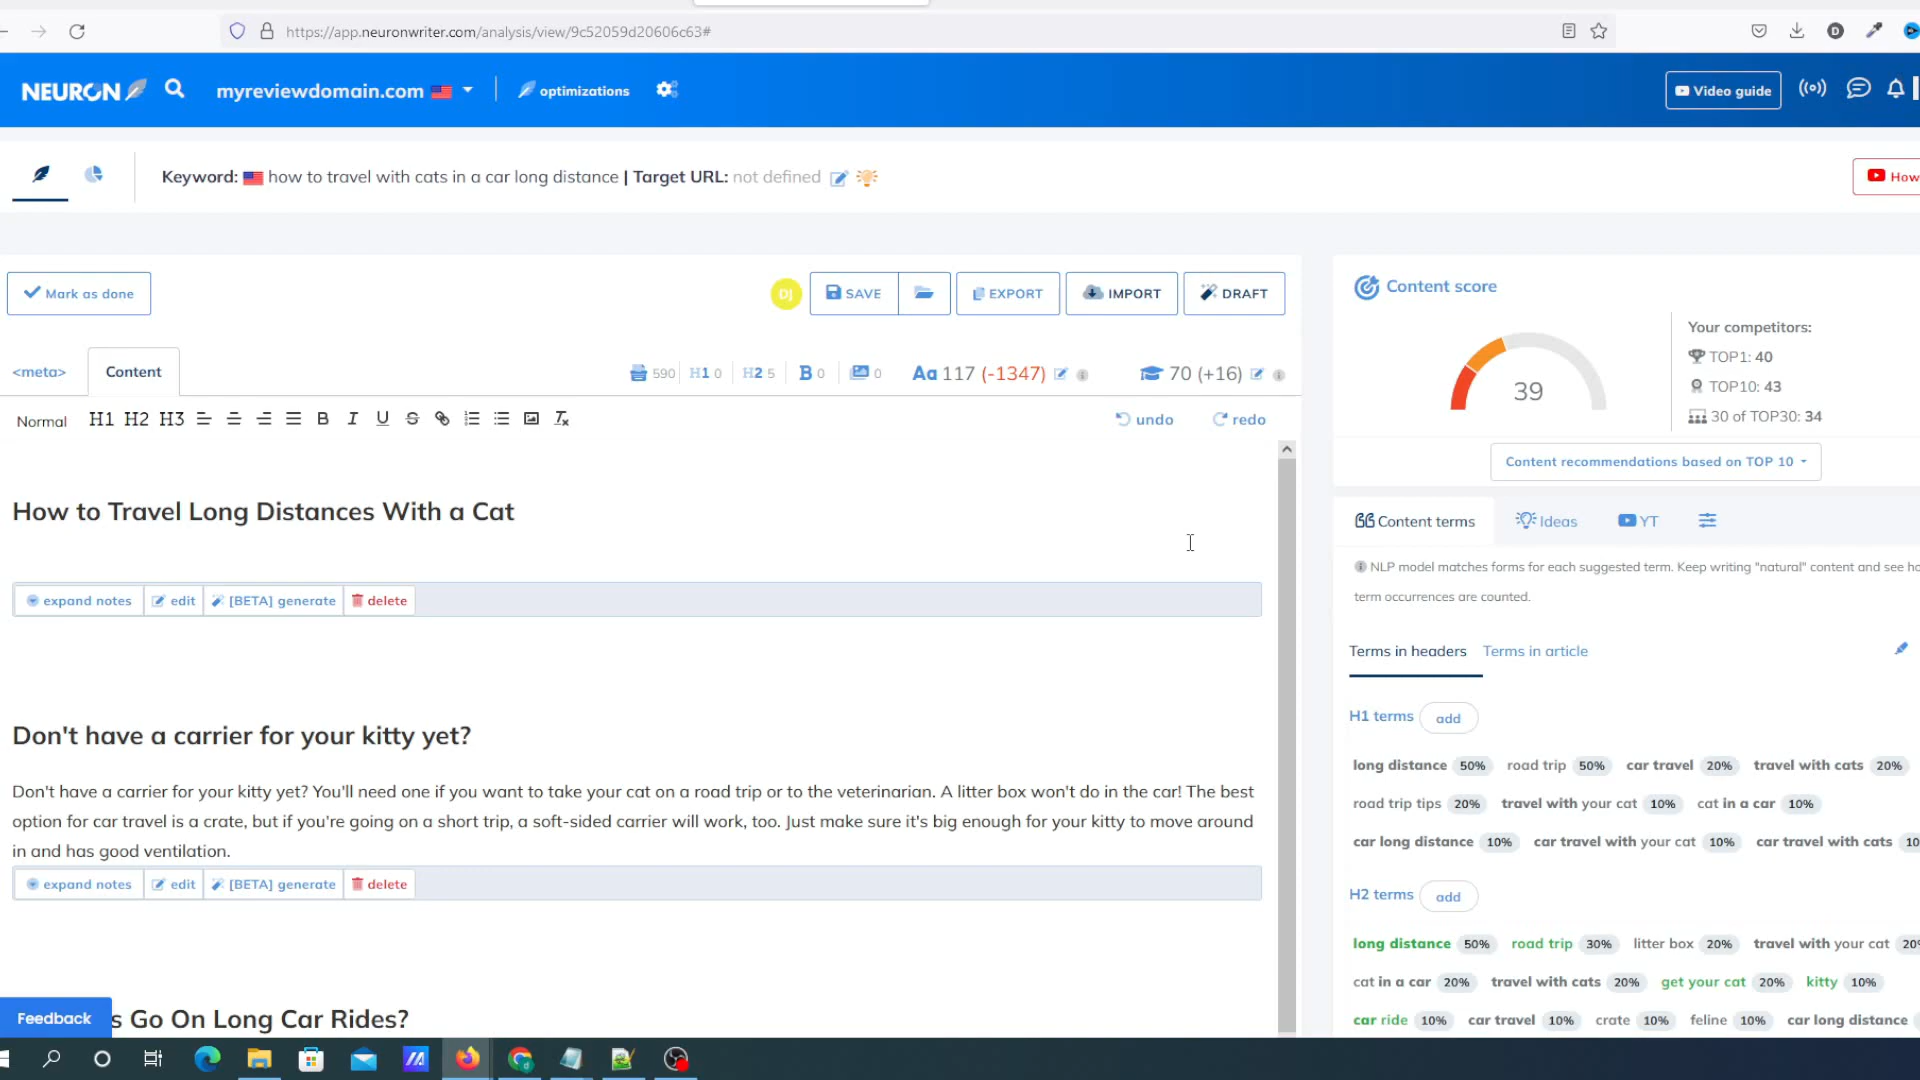 https://app.neuronwriter.com/analysis/view/9c52059d20606c63#
D
NEURON
myreviewdomain.com
optimizations
Video guide
Keyword: how to travel with cats in a car long distance | Target URL: not defined
How
Mark as done
DJ
SAVE
EXPORT
IMPORT
DRAFT
<meta>
Content
590
H1 0
H2 5
B 0
0
Aa 117 (-1347)
70 (+16)
Normal
H1 H2 H3
undo
redo
How to Travel Long Distances With a Cat
expand notes
edit
[BETA] generate
delete
Don't have a carrier for your kitty yet?
Don't have a carrier for your kitty yet? You'll need one if you want to take your cat on a road trip or to the veterinarian. A litter box won't do in the car! The best
option for car travel is a crate, but if you're going on a short trip, a soft-sided carrier will work, too. Just make sure it's big enough for your kitty to move around
in and has good ventilation.
expand notes
edit
[BETA] generate
delete
s Go On Long Car Rides?
Feedback
Content score
39
Your competitors:
TOP1: 40
TOP10: 43
30 of TOP30: 34
Content recommendations based on TOP 10
Content terms
Ideas
YT
NLP model matches forms for each suggested term. Keep writing "natural" content and see ho
term occurrences are counted.
Terms in headers
Terms in article
H1 terms
add
long distance 50% road trip 50% car travel 20% travel with cats 20%
road trip tips 20% travel with your cat 10% cat in a car 10%
car long distance 10% car travel with your cat 10% car travel with cats 10
H2 terms
add
long distance 50% road trip 30% litter box 20% travel with your cat 20%
cat in a car 20% travel with cats 20% get your cat 20% kitty 10%
car ride 10% car travel 10% crate 10% feline 10% car long distance